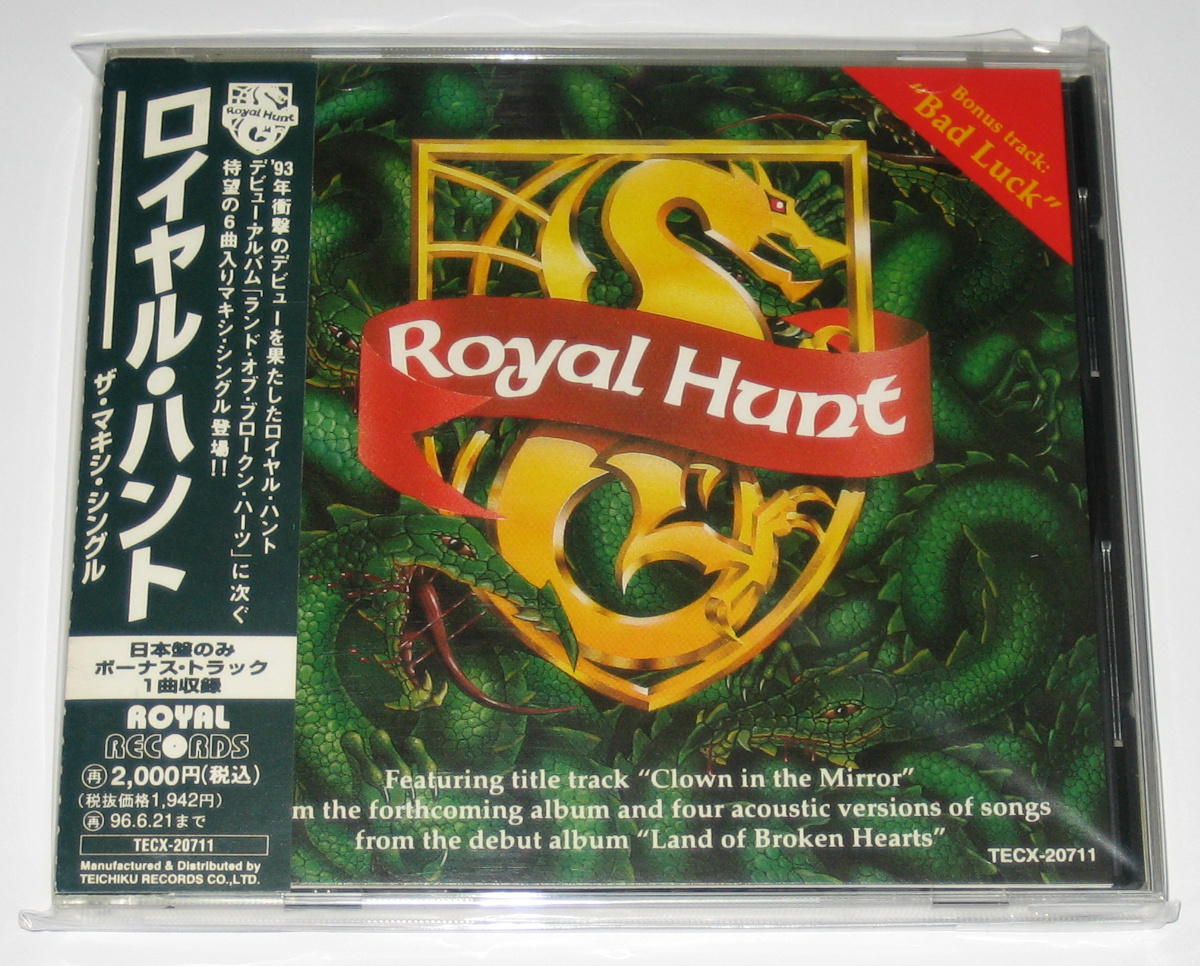 ロイヤル・ハント
ザ・マキシ・シングル
Royal Hunt
'93年衝撃のデビューを果たしたロイヤル・ハント
デビュー・アルバム「ランド・オブ・ブロークン・ハーツ」に次ぐ
待望の6曲入りマキシ・シングル登場!!
日本盤のみ
ボーナス・トラック
1曲収録
ROYAL
RECORDS
再 2,000円(税込)
(税抜価格1,942円)
再 96.6.21まで
TECX-20711
Manufactured & Distributed by
TEICHIKU RECORDS CO.,LTD.
Bonus track:
"Bad Luck"
Royal Hunt
Featuring title track “Clown in the Mirror”
m the forthcoming album and four acoustic versions of songs
from the debut album “Land of Broken Hearts”
TECX-20711